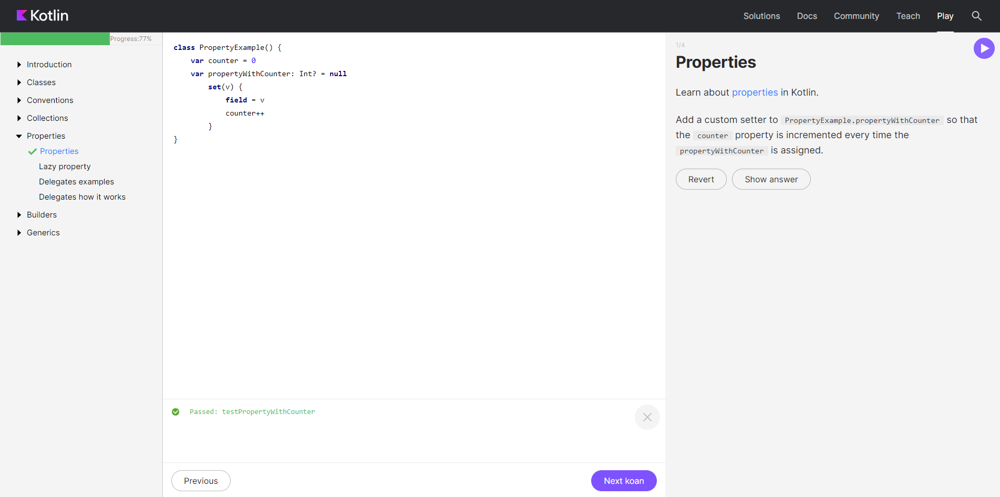 Kotlin
Solutions Docs Community Teach Play
Progress:77%
Introduction
Classes
Conventions
Collections
Properties
Properties
Lazy property
Delegates examples
Delegates how it works
Builders
Generics
class PropertyExample() {
    var counter = 0
    var propertyWithCounter: Int? = null
        set(v) {
            field = v
            counter++
        }
}
Passed: testPropertyWithCounter
Previous
Next koan
1/4
Properties
Learn about properties in Kotlin.
Add a custom setter to PropertyExample.propertyWithCounter so that
the counter property is incremented every time the
propertyWithCounter is assigned.
Revert Show answer